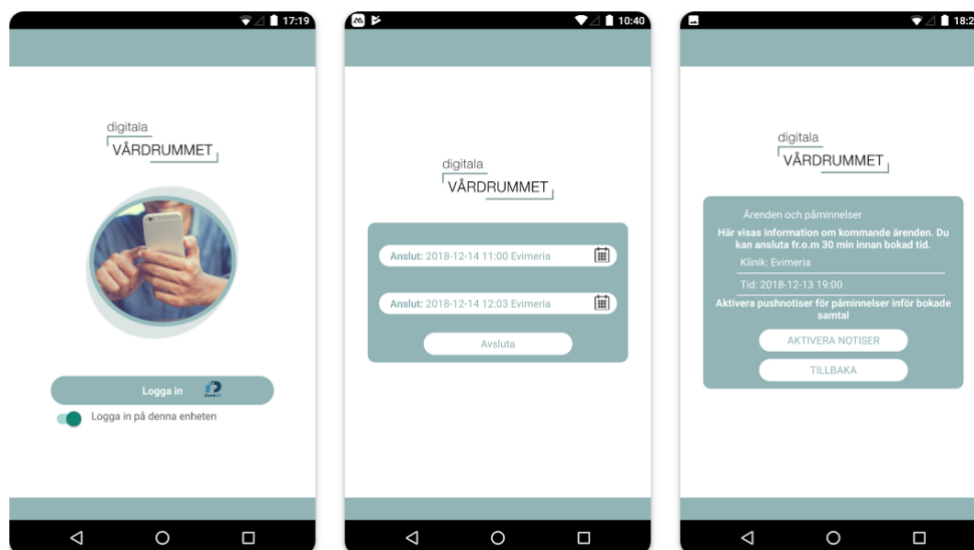 17:19
digitala
VÅRDRUMMET
Logga in
Logga in på denna enheten
10:40
digitala
VÅRDRUMMET
Anslut: 2018-12-14 11:00 Evimeria
Anslut: 2018-12-14 12:03 Evimeria
Avsluta
18:2
digitala
VÅRDRUMMET
Ärenden och påminnelser
Här visas information om kommande ärenden. Du
kan ansluta fr.o.m 30 min innan bokad tid.
Klinik: Evimeria
Tid: 2018-12-13 19:00
Aktivera pushnotiser för påminnelser inför bokade
samtal
AKTIVERA NOTISER
TILLBAKA